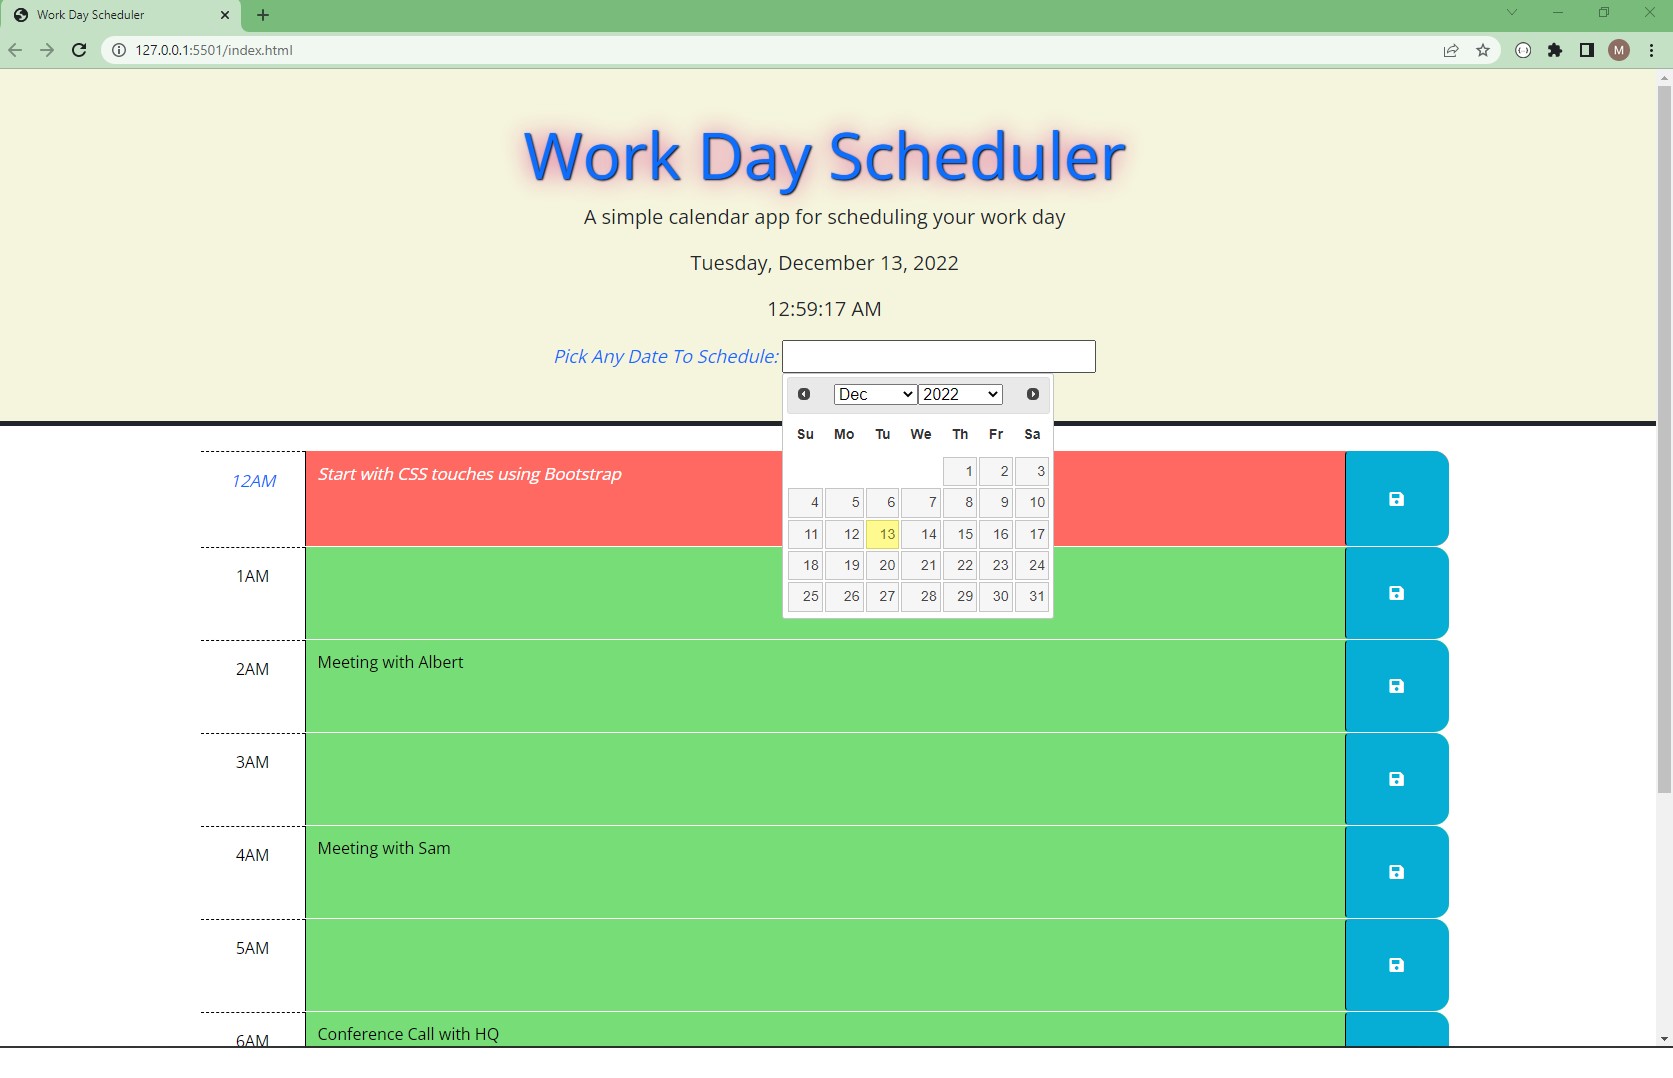 Work Day Scheduler
127.0.0.1:5501/index.html
M
Work Day Scheduler
A simple calendar app for scheduling your work day
Tuesday, December 13, 2022
12:59:17 AM
Pick Any Date To Schedule:
Dec 2022
Su Mo Tu We Th Fr Sa
1 2 3
4 5 6 7 8 9 10
11 12 13 14 15 16 17
18 19 20 21 22 23 24
25 26 27 28 29 30 31
12AM Start with CSS touches using Bootstrap
1AM
2AM Meeting with Albert
3AM
4AM Meeting with Sam
5AM
6AM Conference Call with HQ